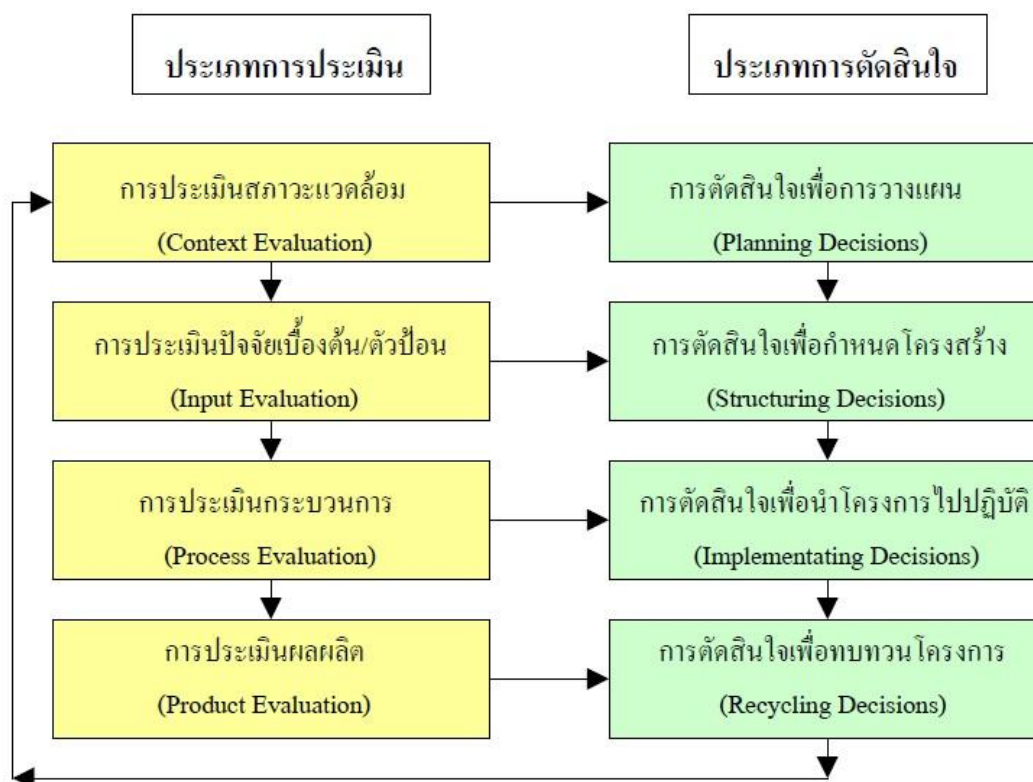 ประเภทการประเมิน
ประเภทการตัดสินใจ
การประเมินสภาวะแวดล้อม
(Context Evaluation)
การตัดสินใจเพื่อการวางแผน
(Planning Decisions)
การประเมินปัจจัยเบื้องต้น/ตัวป้อน
(Input Evaluation)
การตัดสินใจเพื่อกำหนดโครงสร้าง
(Structuring Decisions)
การประเมินกระบวนการ
(Process Evaluation)
การตัดสินใจเพื่อนำโครงการไปปฏิบัติ
(Implementating Decisions)
การประเมินผลผลิต
(Product Evaluation)
การตัดสินใจเพื่อทบทวนโครงการ
(Recycling Decisions)